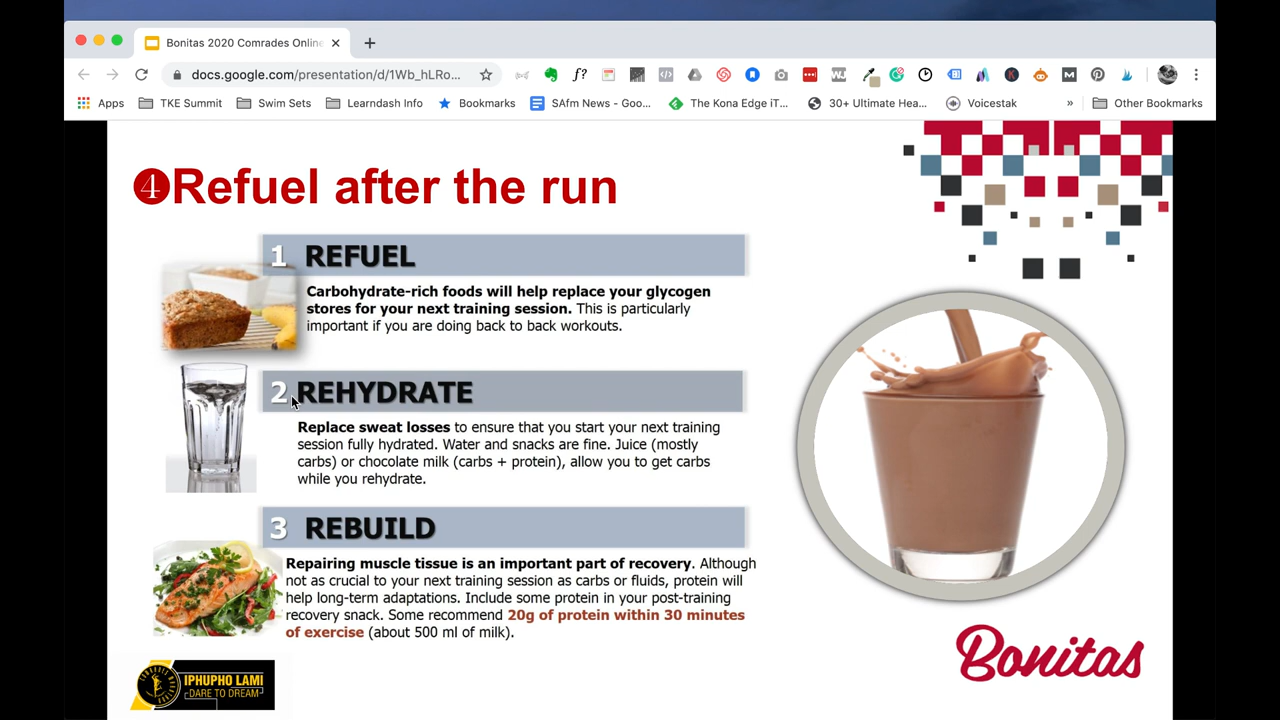 Bonitas 2020 Comrades Online
docs.google.com/presentation/d/1Wb_hLRo...
f?
WJ
K
M
Apps
TKE Summit
Swim Sets
Learndash Info
Bookmarks
SAfm News - Goo...
The Kona Edge iT...
30+ Ultimate Hea...
Voicestak
»
Other Bookmarks
❹Refuel after the run
1 REFUEL
Carbohydrate-rich foods will help replace your glycogen
stores for your next training session. This is particularly
important if you are doing back to back workouts.
2 REHYDRATE
Replace sweat losses to ensure that you start your next training
session fully hydrated. Water and snacks are fine. Juice (mostly
carbs) or chocolate milk (carbs + protein), allow you to get carbs
while you rehydrate.
3 REBUILD
Repairing muscle tissue is an important part of recovery. Although
not as crucial to your next training session as carbs or fluids, protein will
help long-term adaptations. Include some protein in your post-training
recovery snack. Some recommend 20g of protein within 30 minutes
of exercise (about 500 ml of milk).
IPHUPHO LAMI
DARE TO DREAM
Bonitas